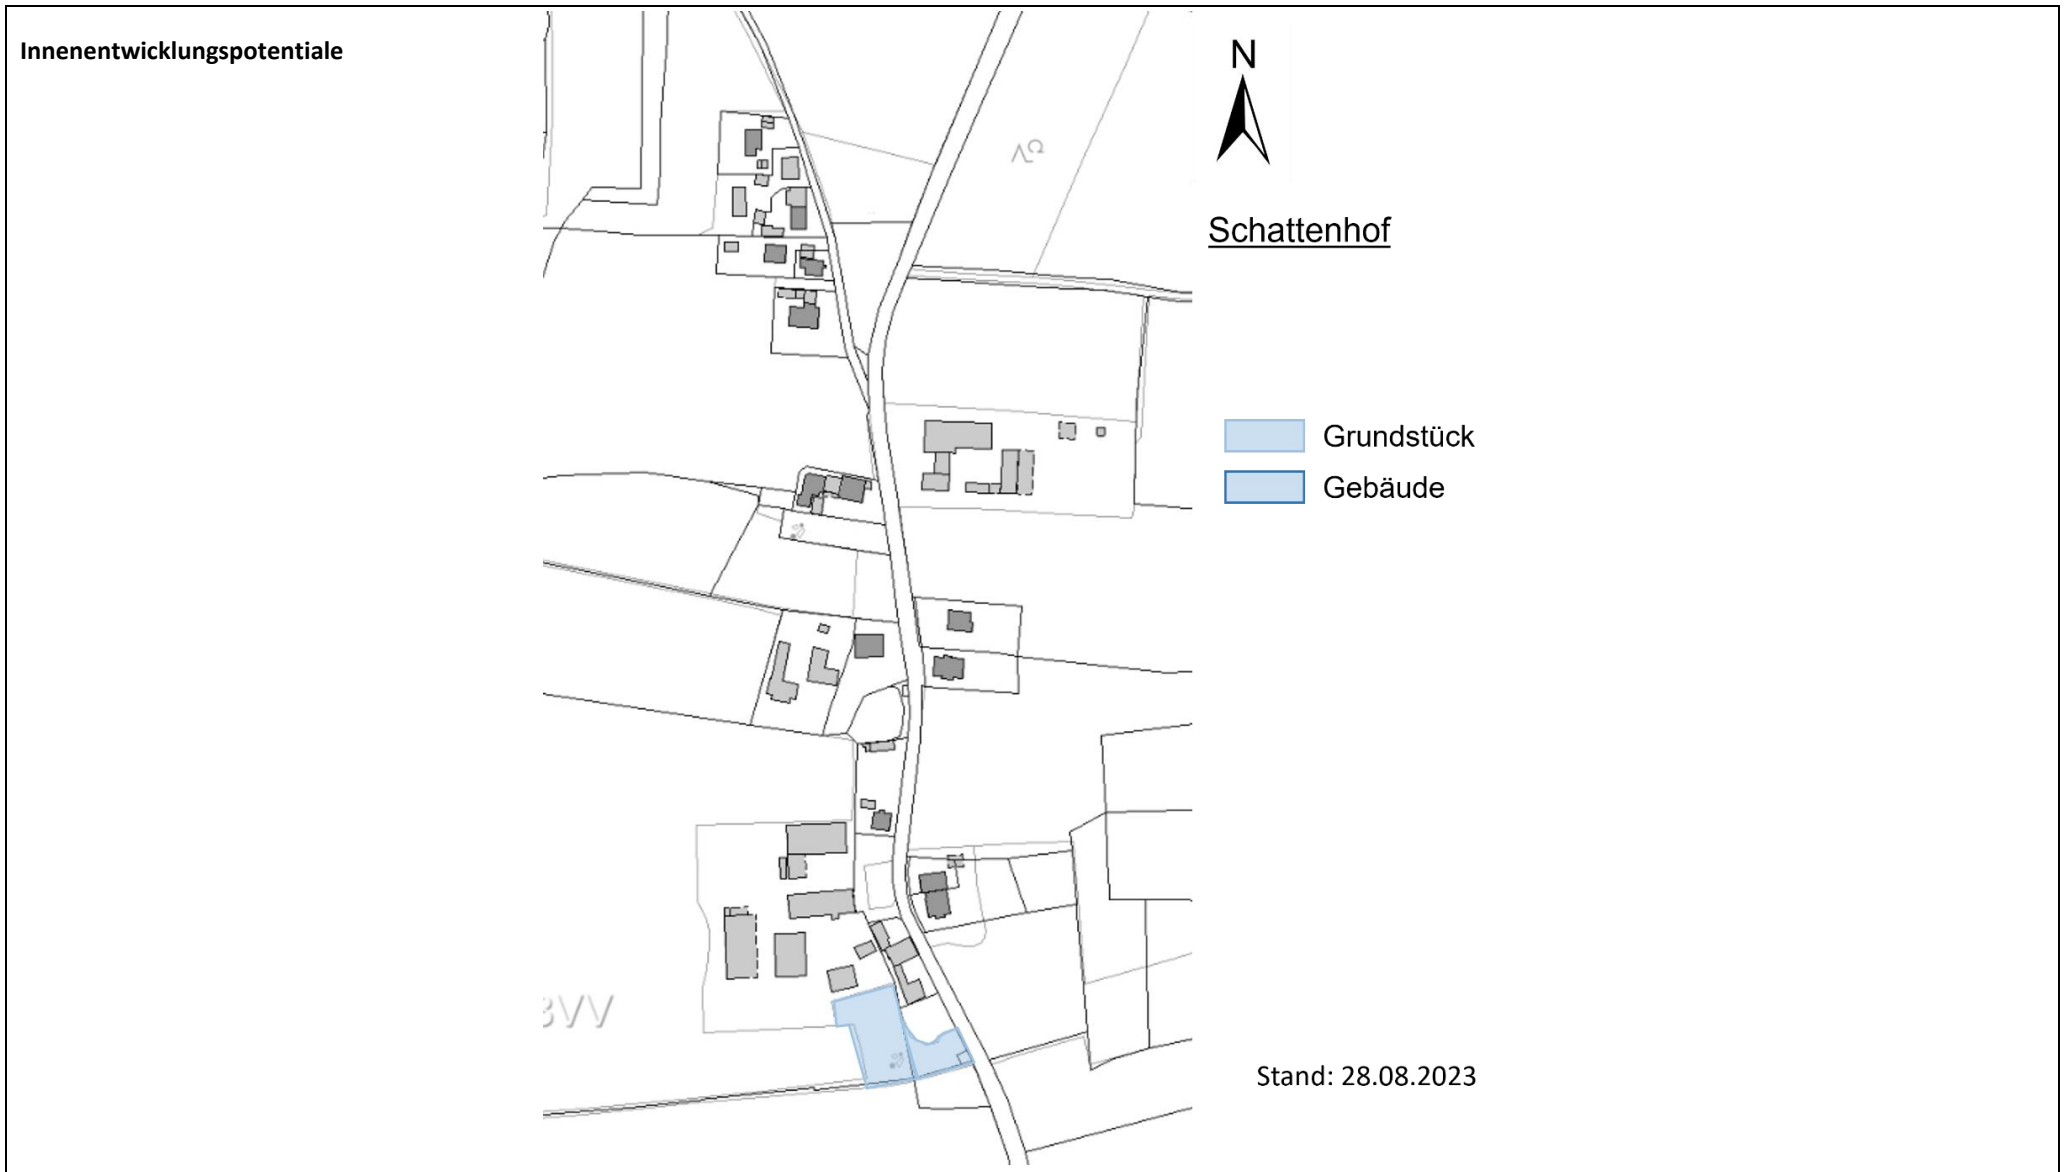 Innenentwicklungspotentiale
N
Schattenhof
Grundstück
Gebäude
Stand: 28.08.2023